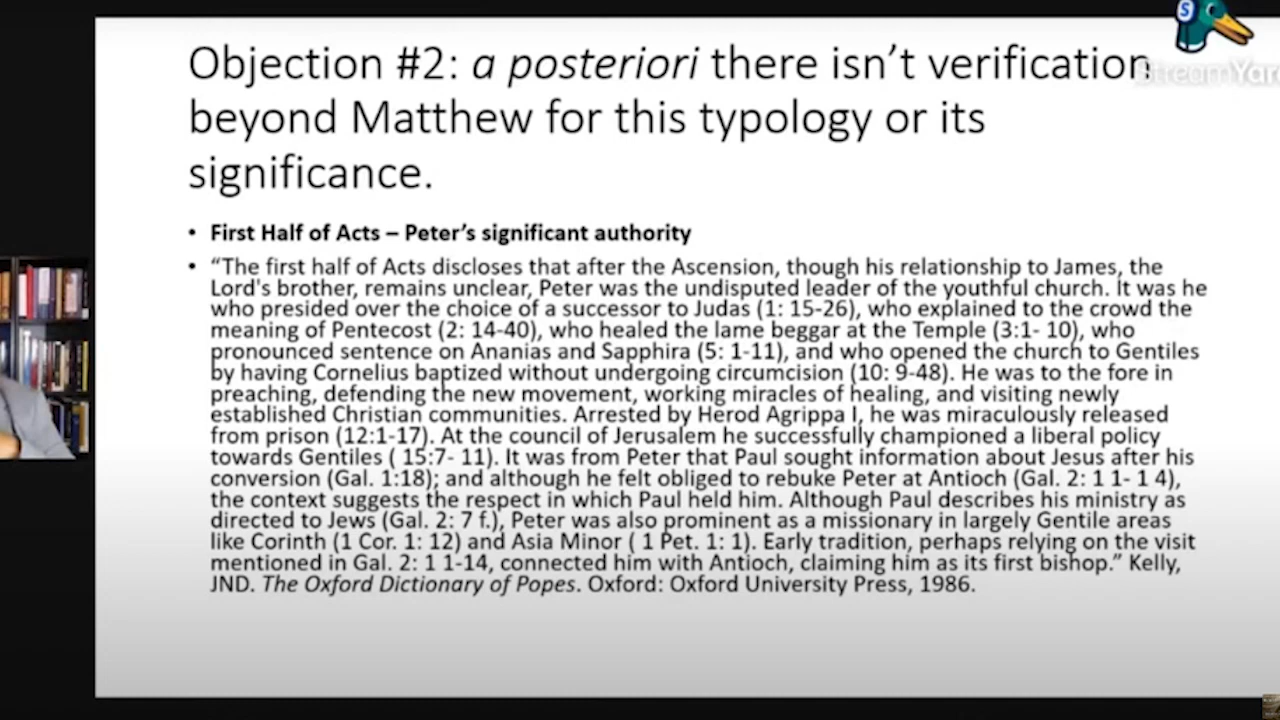 Objection #2: a posteriori there isn’t verification
beyond Matthew for this typology or its
significance.
StreamYard
• First Half of Acts – Peter’s significant authority
• “The first half of Acts discloses that after the Ascension, though his relationship to James, the
Lord's brother, remains unclear, Peter was the undisputed leader of the youthful church. It was he
who presided over the choice of a successor to Judas (1: 15-26), who explained to the crowd the
meaning of Pentecost (2: 14-40), who healed the lame beggar at the Temple (3:1- 10), who
pronounced sentence on Ananias and Sapphira (5: 1-11), and who opened the church to Gentiles
by having Cornelius baptized without undergoing circumcision (10: 9-48). He was to the fore in
preaching, defending the new movement, working miracles of healing, and visiting newly
established Christian communities. Arrested by Herod Agrippa I, he was miraculously released
from prison (12:1-17). At the council of Jerusalem he successfully championed a liberal policy
towards Gentiles ( 15:7- 11). It was from Peter that Paul sought information about Jesus after his
conversion (Gal. 1:18); and although he felt obliged to rebuke Peter at Antioch (Gal. 2: 1 1- 1 4),
the context suggests the respect in which Paul held him. Although Paul describes his ministry as
directed to Jews (Gal. 2: 7 f.), Peter was also prominent as a missionary in largely Gentile areas
like Corinth (1 Cor. 1: 12) and Asia Minor ( 1 Pet. 1: 1). Early tradition, perhaps relying on the visit
mentioned in Gal. 2: 1 1-14, connected him with Antioch, claiming him as its first bishop.” Kelly,
JND. The Oxford Dictionary of Popes. Oxford: Oxford University Press, 1986.